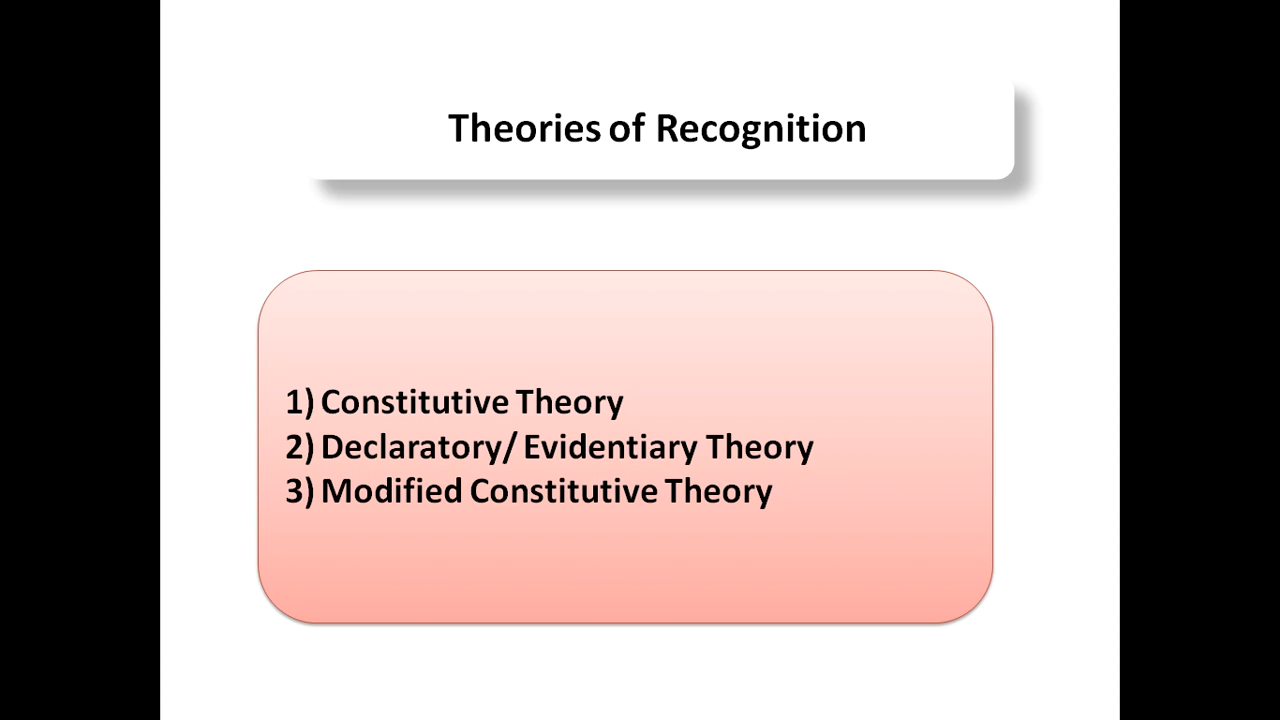 Theories of Recognition
1) Constitutive Theory
2) Declaratory/ Evidentiary Theory
3) Modified Constitutive Theory